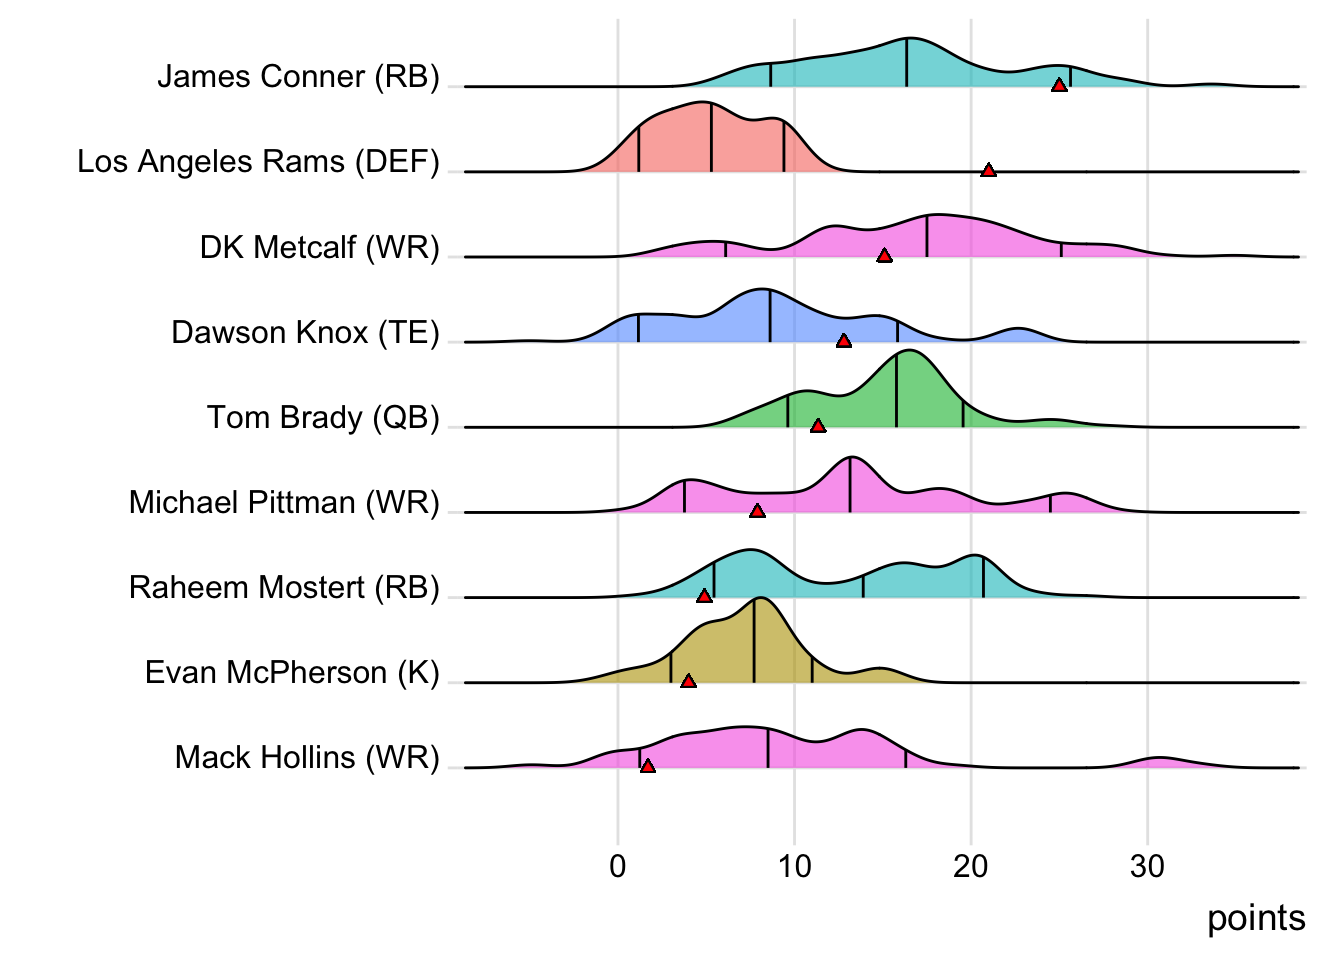 James Conner (RB)
Los Angeles Rams (DEF)
DK Metcalf (WR)
Dawson Knox (TE)
Tom Brady (QB)
Michael Pittman (WR)
Raheem Mostert (RB)
Evan McPherson (K)
Mack Hollins (WR)
0 10 20 30
points